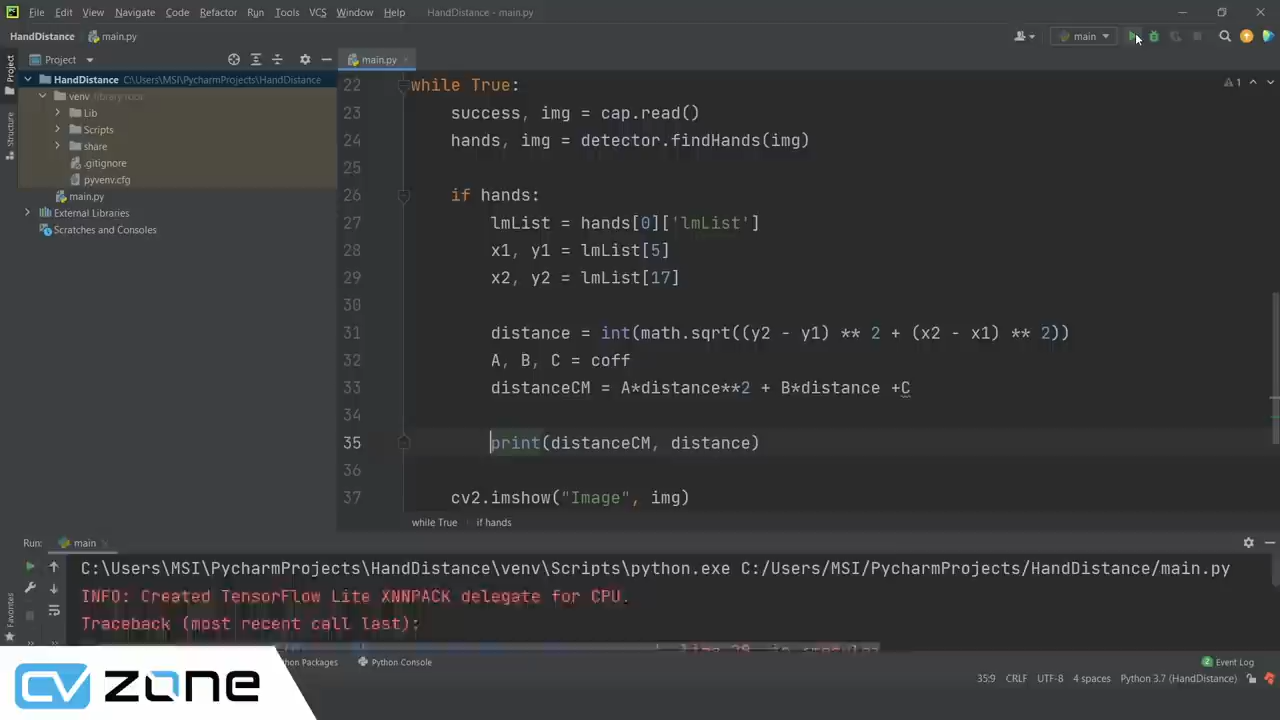 File Edit View Navigate Code Refactor Run Tools VCS Window Help HandDistance - main.py
HandDistance main.py
main
Project
main.py
Project
Structure
Favorites
HandDistance C:\Users\MSI\PycharmProjects\HandDistance
venv library root
Lib
Scripts
share
.gitignore
pyvenv.cfg
main.py
External Libraries
Scratches and Consoles
1
22 while True:
23 success, img = cap.read()
24 hands, img = detector.findHands(img)
25
26 if hands:
27 lmList = hands[0]['lmList']
28 x1, y1 = lmList[5]
29 x2, y2 = lmList[17]
30
31 distance = int(math.sqrt((y2 - y1) ** 2 + (x2 - x1) ** 2))
32 A, B, C = coff
33 distanceCM = A*distance**2 + B*distance +C
34
35 print(distanceCM, distance)
36
37 cv2.imshow("Image", img)
while True if hands
Run: main
C:\Users\MSI\PycharmProjects\HandDistance\venv\Scripts\python.exe C:/Users/MSI/PycharmProjects/HandDistance/main.py
INFO: Created TensorFlow Lite XNNPACK delegate for CPU.
Traceback (most recent call last):
Packages Python Console
2 Event Log
35:9 CRLF UTF-8 4 spaces Python 3.7 (HandDistance)
CV ZONE